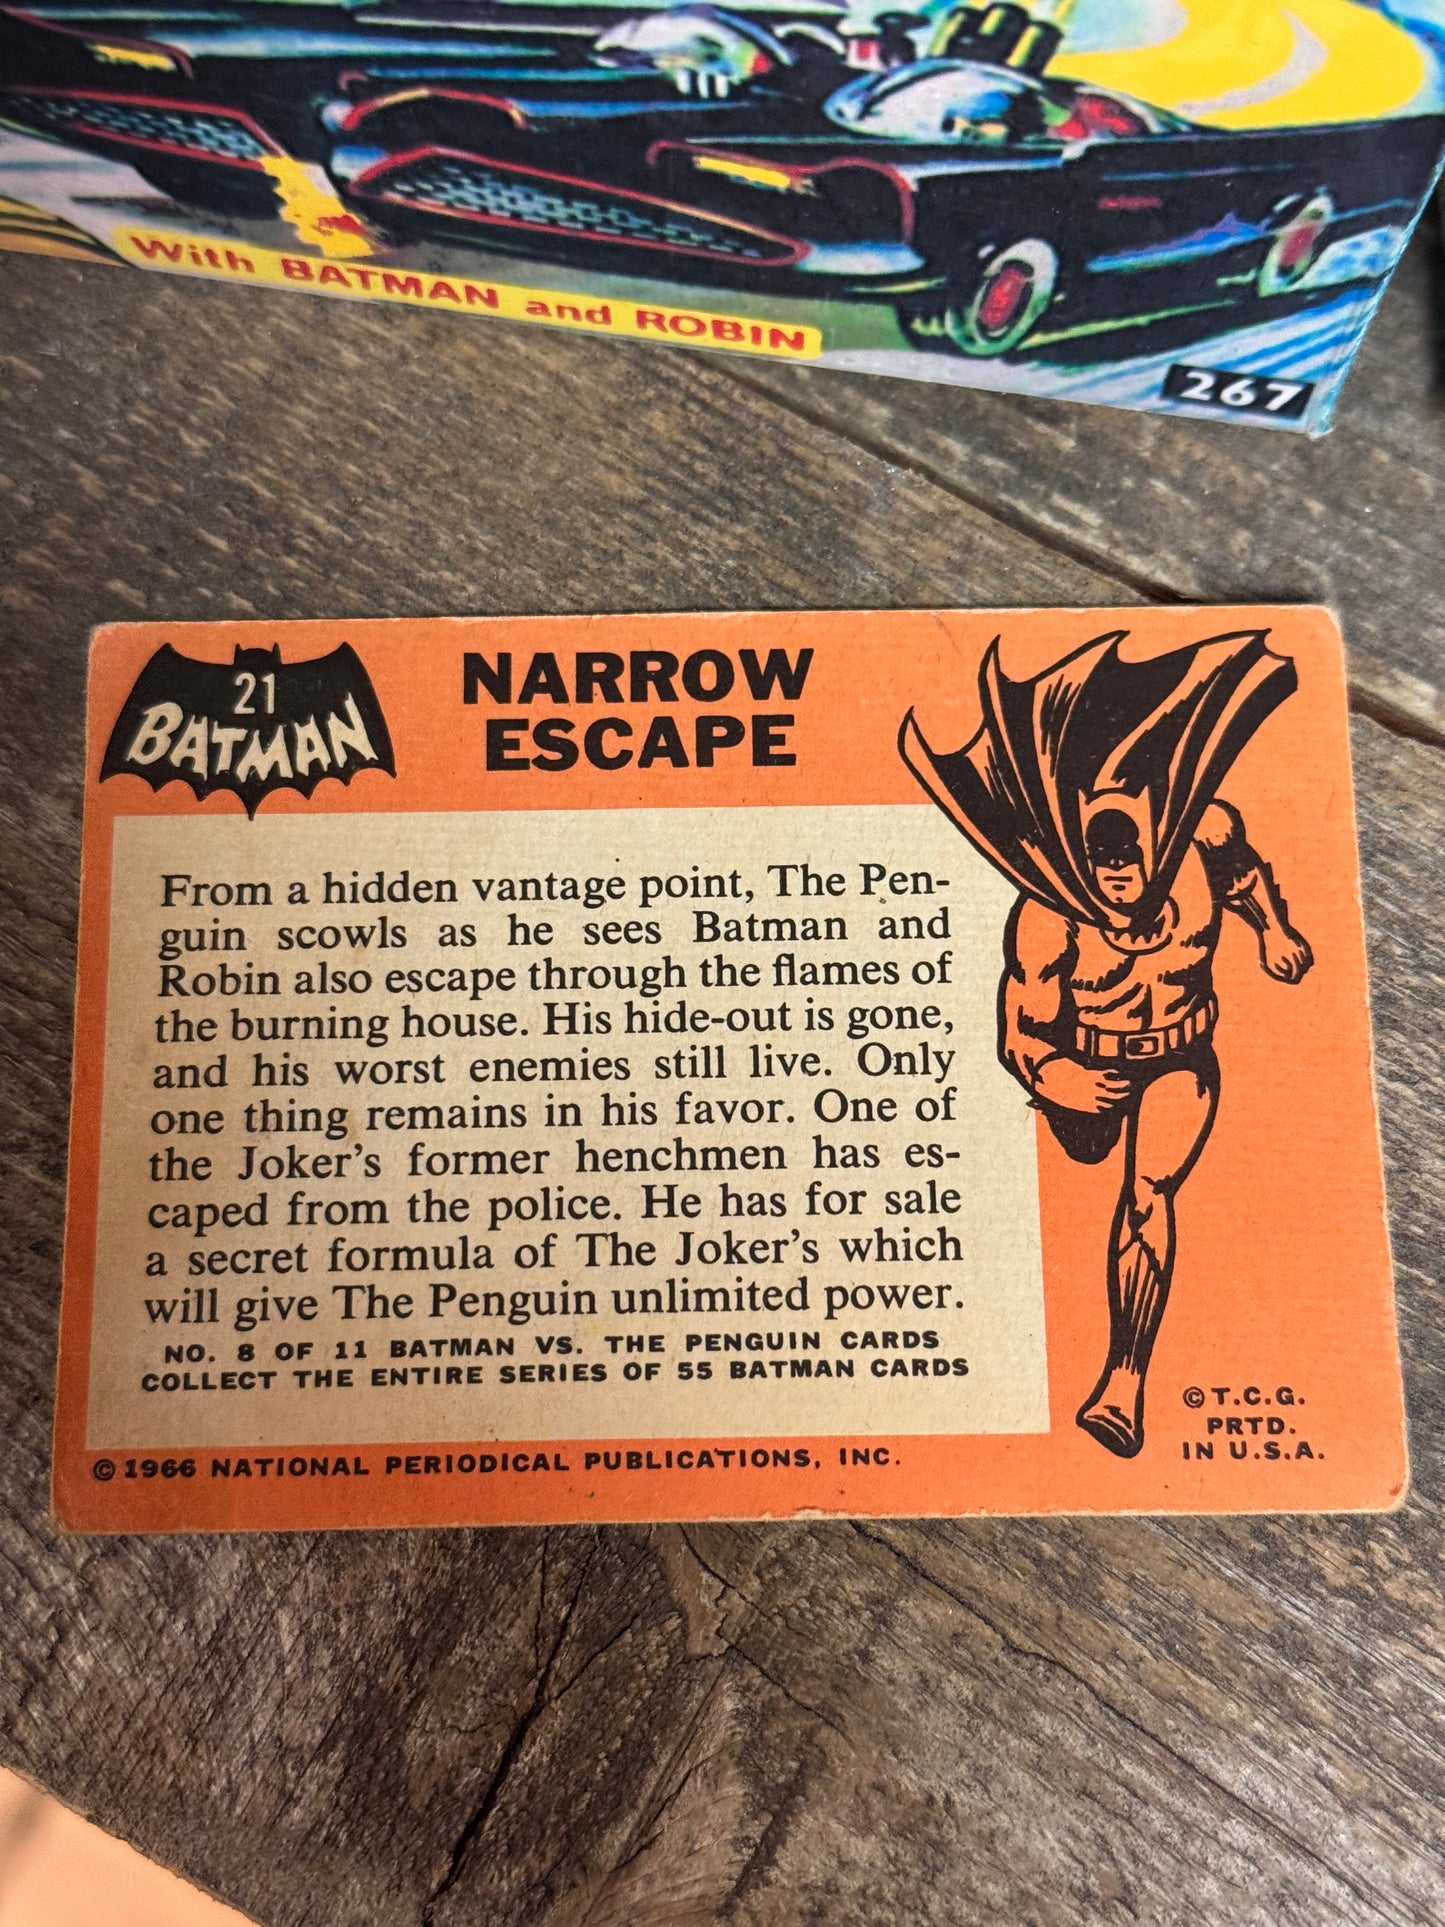 With BATMAN and ROBIN
267
21
BATMAN
NARROW
ESCAPE
From a hidden vantage point, The Pen-
guin scowls as he sees Batman and
Robin also escape through the flames of
the burning house. His hide-out is gone,
and his worst enemies still live. Only
one thing remains in his favor. One of
the Joker's former henchmen has es-
caped from the police. He has for sale
a secret formula of The Joker's which
will give The Penguin unlimited power.
NO. 8 OF 11 BATMAN VS. THE PENGUIN CARDS
COLLECT THE ENTIRE SERIES OF 55 BATMAN CARDS
© 1966 NATIONAL PERIODICAL PUBLICATIONS, INC.
© T.C.G.
PRTD.
IN U.S.A.